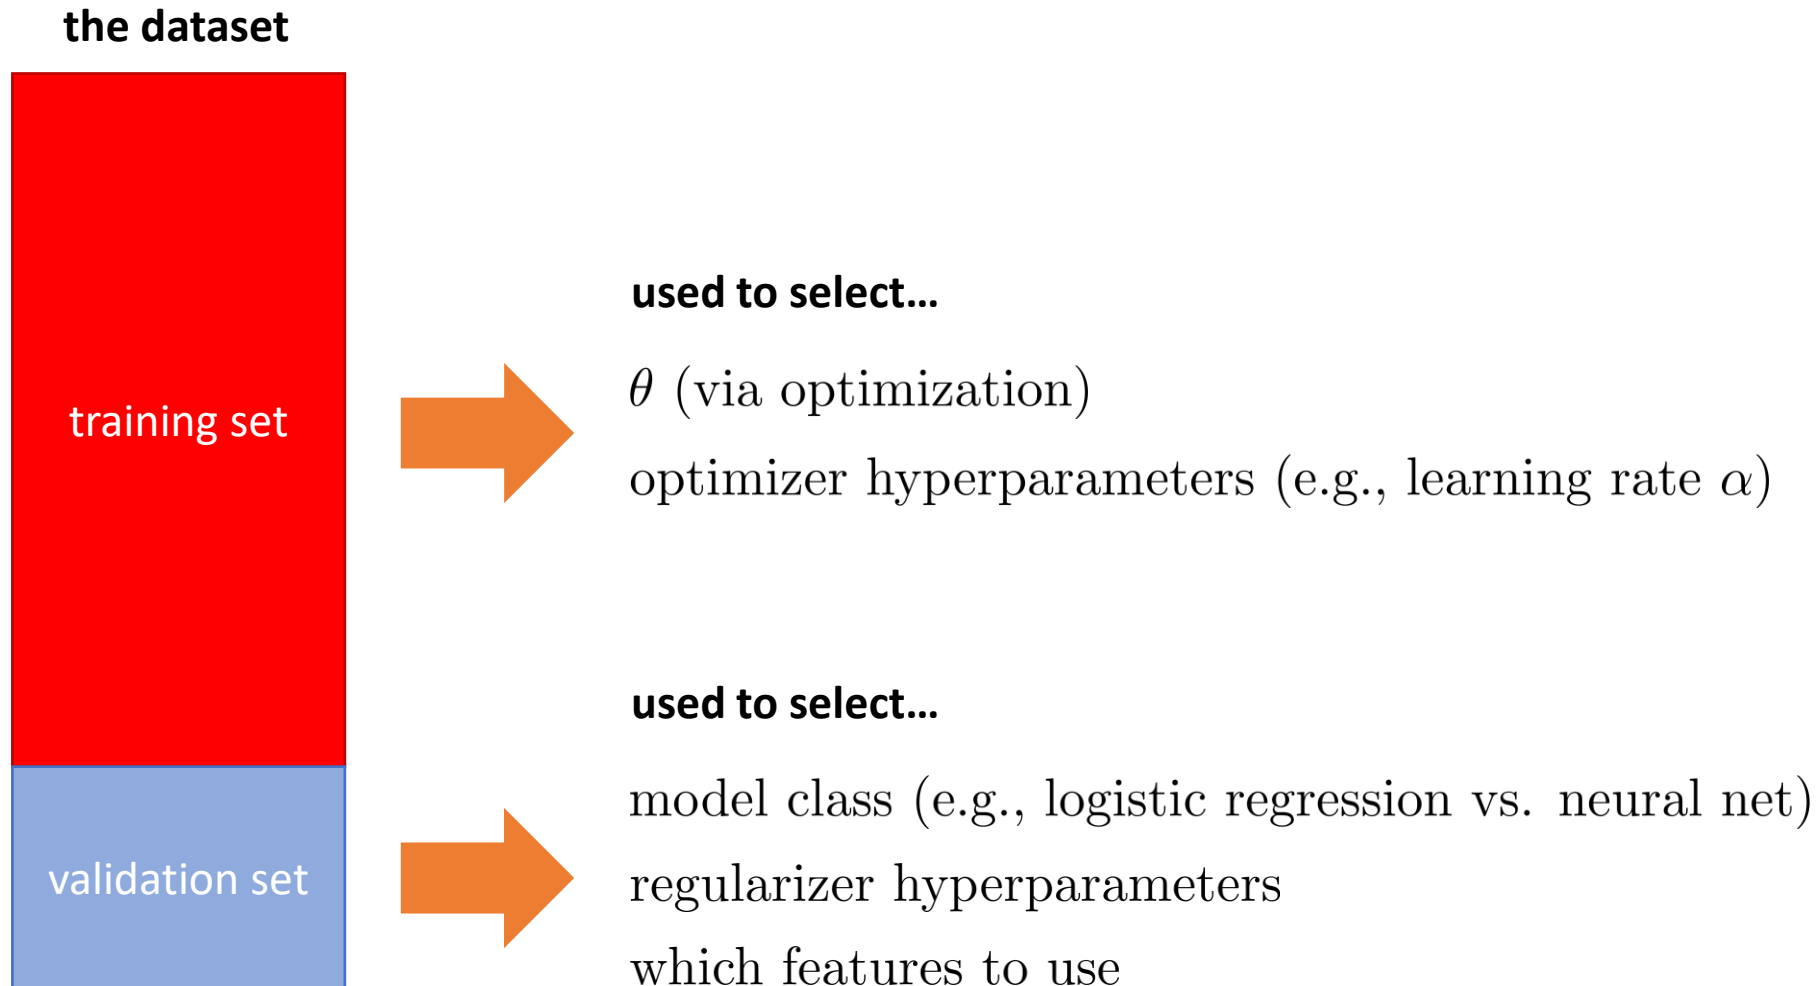 the dataset
training set
used to select…
θ (via optimization)
optimizer hyperparameters (e.g., learning rate α)
validation set
used to select…
model class (e.g., logistic regression vs. neural net)
regularizer hyperparameters
which features to use